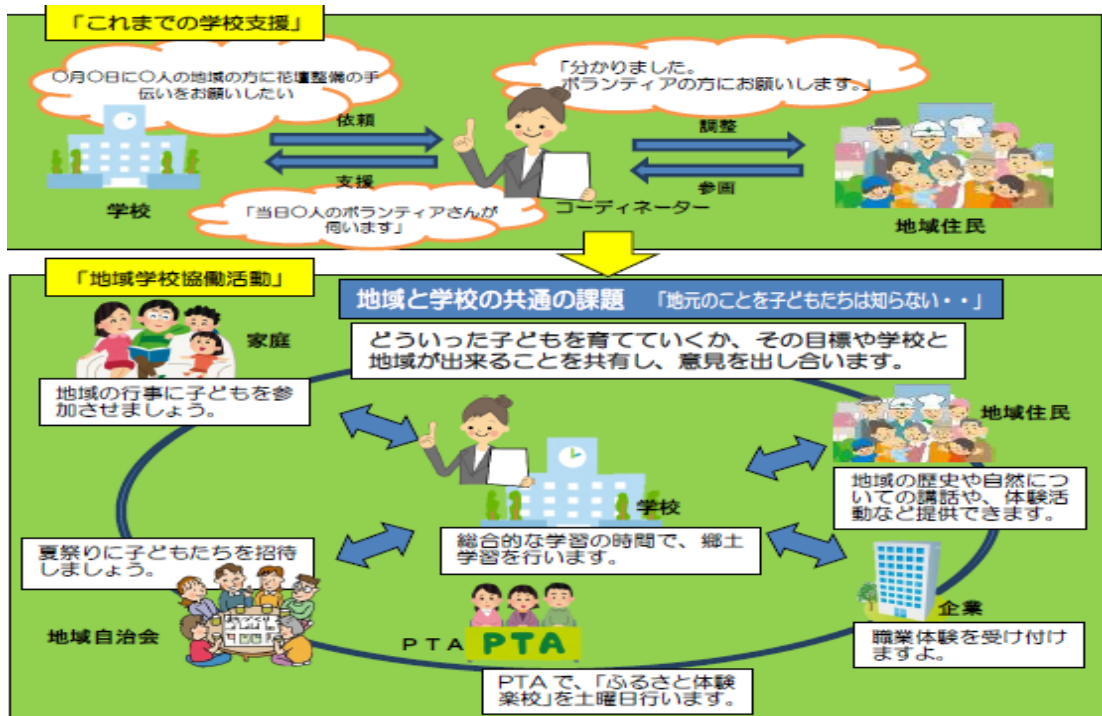 「これまでの学校支援」
〇月〇日に〇人の地域の方に花壇整備の手
伝いをお願いしたい
「分かりました。
ボランティアの方にお願いします。」
依頼
調整
支援
参画
学校
「当日〇人のボランティアさんが
伺います」
コーディネーター
地域住民
「地域学校協働活動」
地域と学校の共通の課題 「地元のことを子どもたちは知らない・・」
どういった子どもを育てていくか、その目標や学校と
地域が出来ることを共有し、意見を出し合います。
家庭
地域の行事に子どもを参
加させましょう。
地域住民
地域の歴史や自然につ
いての講話や、体験活
動など提供できます。
学校
総合的な学習の時間で、郷土
学習を行います。
夏祭りに子どもたちを招待
しましょう。
地域自治会
PTA
PTA
PTAで、「ふるさと体験
楽校」を土曜日行います。
企業
職業体験を受け付け
ますよ。